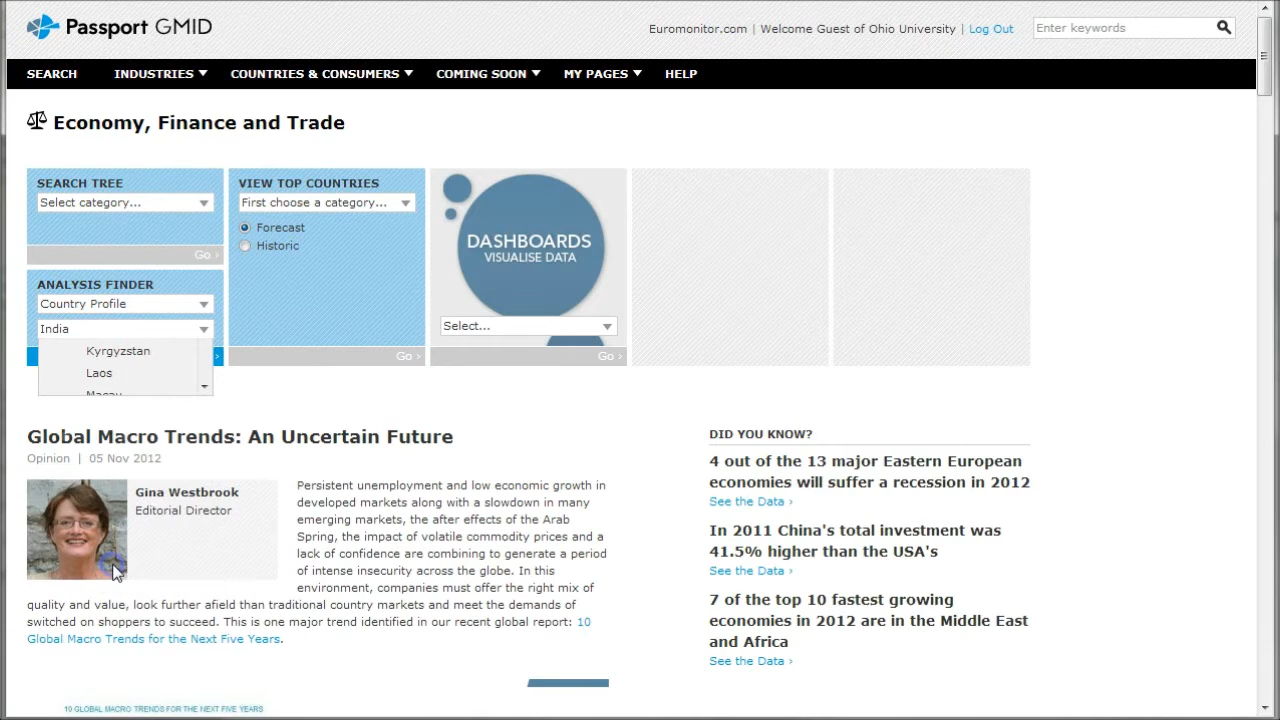 Passport GMID
Euromonitor.com | Welcome Guest of Ohio University | Log Out
Enter keywords
SEARCH INDUSTRIES COUNTRIES & CONSUMERS COMING SOON MY PAGES HELP
Economy, Finance and Trade
SEARCH TREE
Select category...
Go ›
ANALYSIS FINDER
Country Profile
India
Kyrgyzstan
Laos
Macau
›
VIEW TOP COUNTRIES
First choose a category...
Forecast
Historic
Go ›
DASHBOARDS
VISUALISE DATA
Select...
Go ›
Global Macro Trends: An Uncertain Future
Opinion | 05 Nov 2012
Gina Westbrook
Editorial Director
Persistent unemployment and low economic growth in
developed markets along with a slowdown in many
emerging markets, the after effects of the Arab
Spring, the impact of volatile commodity prices and a
lack of confidence are combining to generate a period
of intense insecurity across the globe. In this
environment, companies must offer the right mix of
quality and value, look further afield than traditional country markets and meet the demands of
switched on shoppers to succeed. This is one major trend identified in our recent global report: 10
Global Macro Trends for the Next Five Years.
10 GLOBAL MACRO TRENDS FOR THE NEXT FIVE YEARS
DID YOU KNOW?
4 out of the 13 major Eastern European
economies will suffer a recession in 2012
See the Data ›
In 2011 China's total investment was
41.5% higher than the USA's
See the Data ›
7 of the top 10 fastest growing
economies in 2012 are in the Middle East
and Africa
See the Data ›